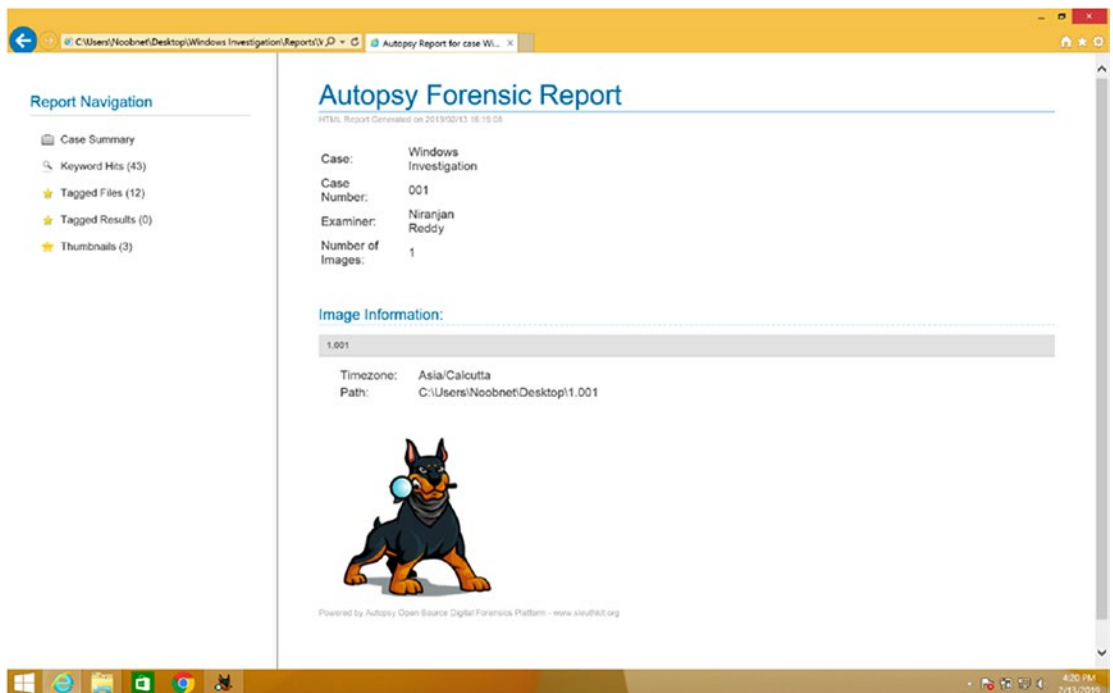 C:\Users\Noobnet\Desktop\Windows Investigation\Reports\
Autopsy Report for case Wi...
Report Navigation
Case Summary
Keyword Hits (43)
Tagged Files (12)
Tagged Results (0)
Thumbnails (3)
Autopsy Forensic Report
HTML Report Generated on 2019/02/13 16:19:08
Case: Windows Investigation
Case Number: 001
Examiner: Niranjan Reddy
Number of Images: 1
Image Information:
1.001
Timezone: Asia/Calcutta
Path: C:\Users\Noobnet\Desktop\1.001
Powered by Autopsy Open Source Digital Forensics Platform - www.sleuthkit.org
4:20 PM
2/13/2019